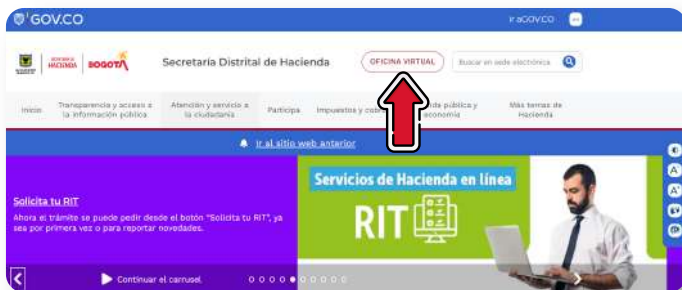 GOV.CO
Ir a GOV.CO
HACIENDA
BOGOTÁ
Secretaría Distrital de Hacienda
OFICINA VIRTUAL
Buscar en sede electrónica
Inicio
Transparencia y acceso a
la información pública
Atención y servicio a
la ciudadanía
Participa
Impuestos y
pública y
economía
Más temas de
Hacienda
Ir al sitio web anterior
Solicita tu RIT
Ahora el trámite se puede pedir desde el botón "Solicita tu RIT", ya
sea por primera vez o para reportar
novedades.
Servicios de Hacienda en línea
RIT
Continuar el carrusel